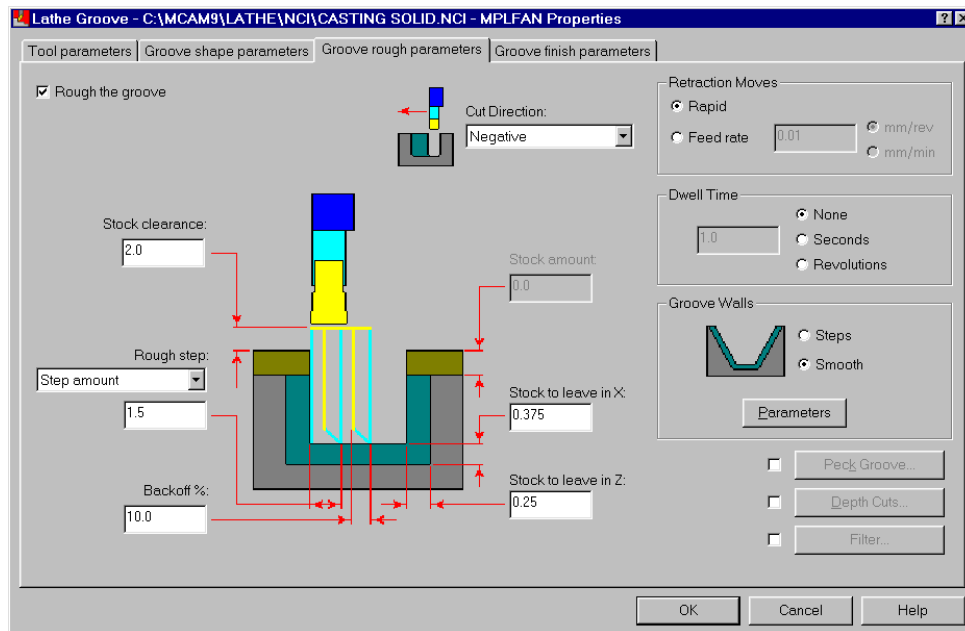 Lathe Groove - C:\MCAM9\LATHE\NCI\CASTING SOLID.NCI - MPLFAN Properties
Tool parameters
Groove shape parameters
Groove rough parameters
Groove finish parameters
Rough the groove
Cut Direction:
Negative
Retraction Moves
Rapid
Feed rate
0.01
mm/rev
mm/min
Stock clearance:
2.0
Stock amount:
0.0
Dwell Time
1.0
None
Seconds
Revolutions
Rough step:
Step amount
1.5
Stock to leave in X:
0.375
Groove Walls
Steps
Smooth
Parameters
Backoff %:
10.0
Stock to leave in Z:
0.25
Peck Groove...
Depth Cuts...
Filter...
OK
Cancel
Help